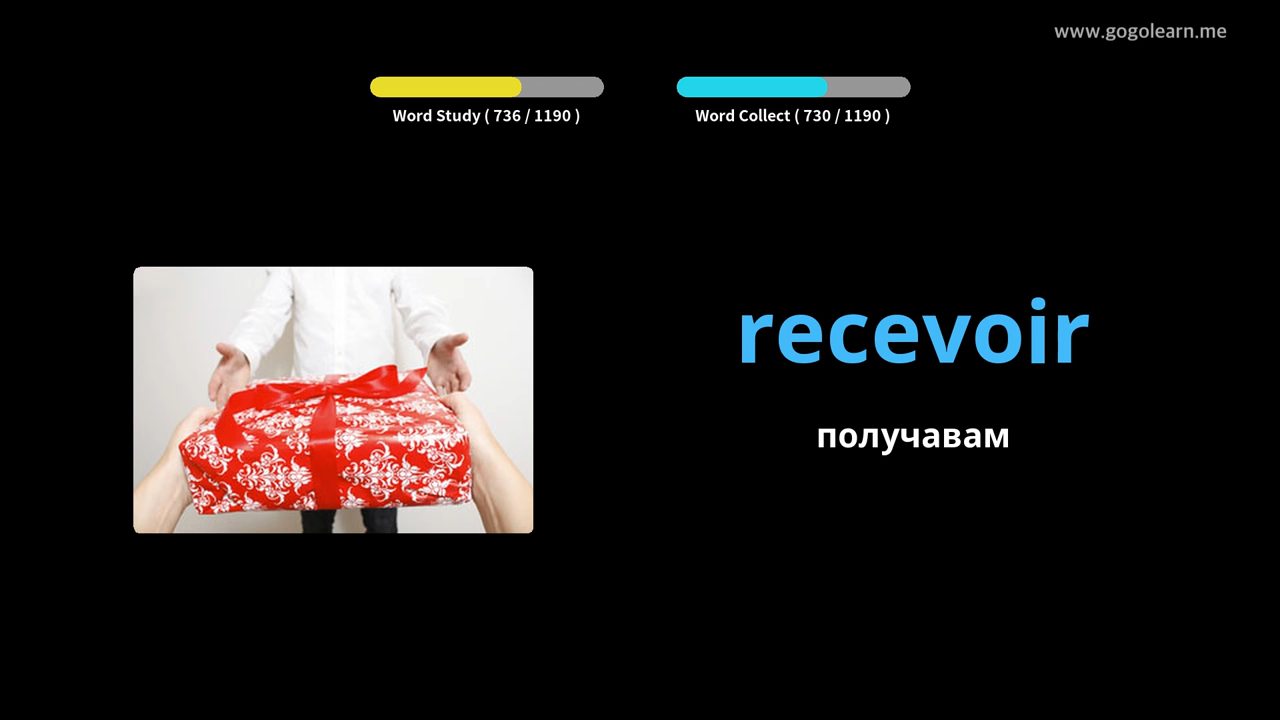 www.gogolearn.me
Word Study ( 736 / 1190 )
Word Collect ( 730 / 1190 )
recevoir
получавам